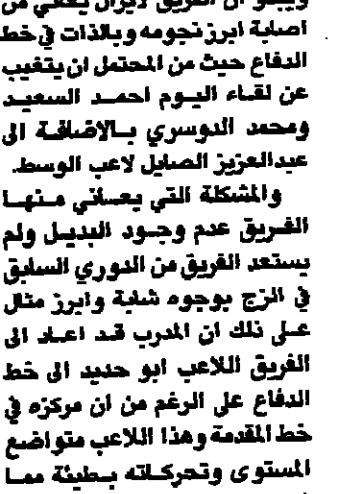 ويبدو ان الفريق لايزال يعاني من
اصابة ابرز نجومه وبالذات في خط
الدفاع حيث من المحتمل ان يتغيب
عن لقاء اليوم احمد السعيد
ومحمد الدوسري بالاضافة الى
عبدالعزيز الصايل لاعب الوسط.
والمشكلة التي يعاني منها
الفريق عدم وجود البديل ولم
يستعد الفريق من الدوري السابق
في الزج بوجوه شابة وابرز مثال
على ذلك ان المدرب قد اعاد الى
الفريق اللاعب ابو حديد الى خط
الدفاع على الرغم من ان مركزه في
خط المقدمة وهذا اللاعب متواضع
المستوى وتحركاته بطيئة مما